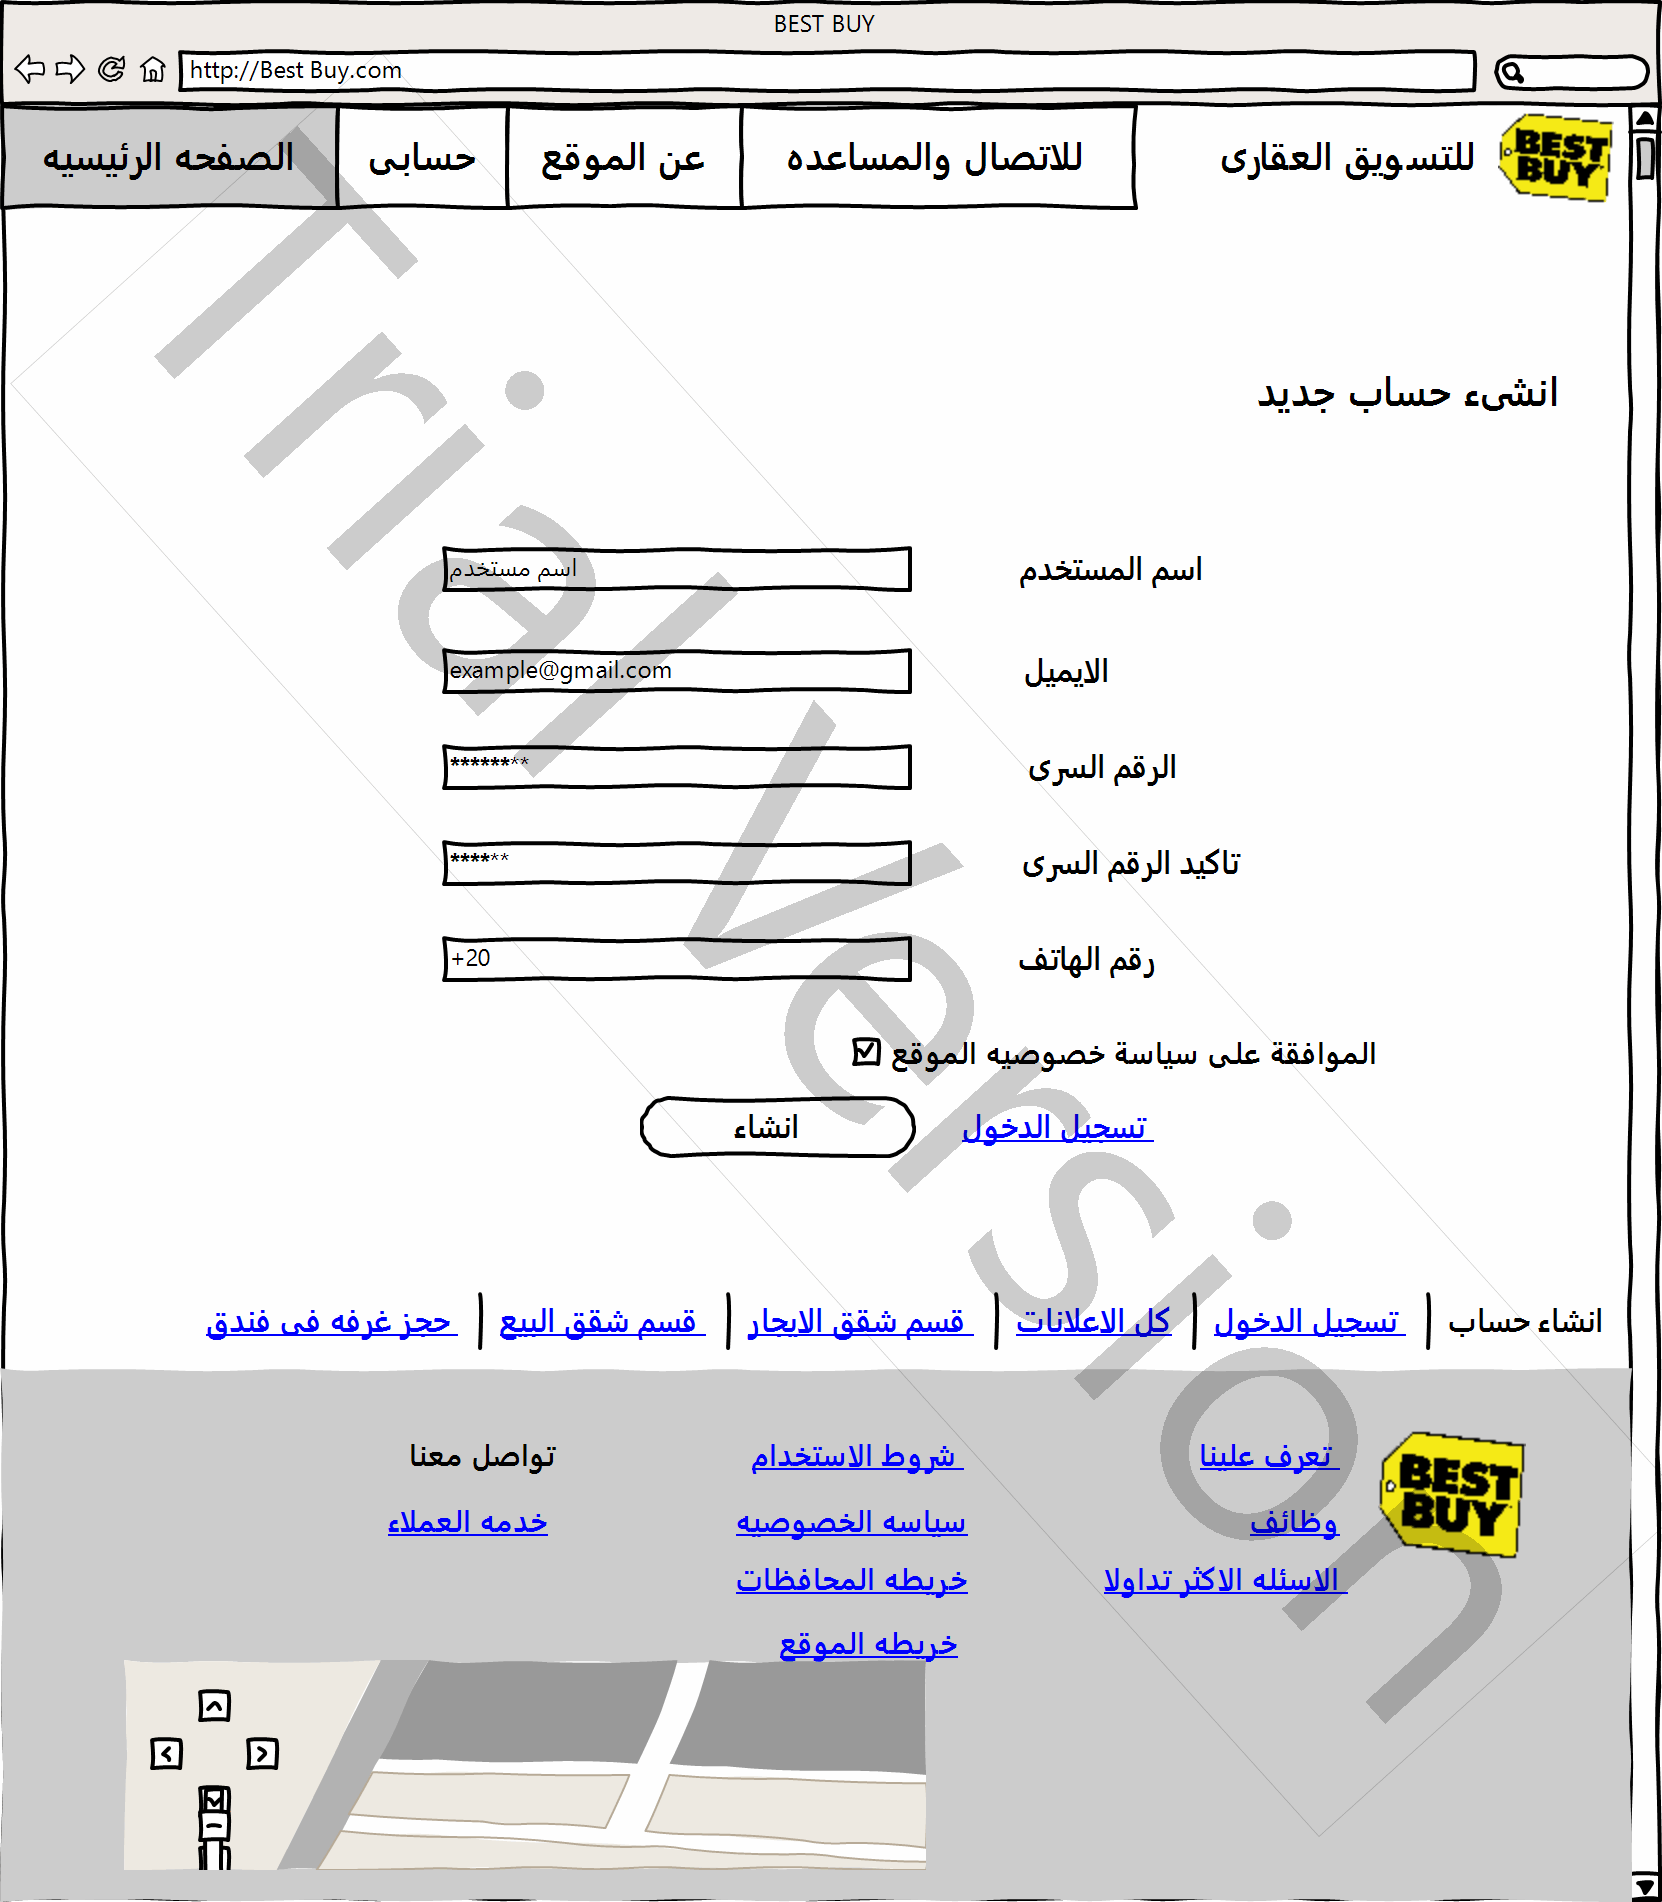 BEST BUY
http://Best Buy.com
BEST BUY
للتسويق العقارى
للاتصال والمساعده
عن الموقع
حسابى
الصفحه الرئيسيه
انشىء حساب جديد
اسم المستخدم
اسم مستخدم
الايميل
example@gmail.com
الرقم السرى
********
تاكيد الرقم السرى
******
رقم الهاتف
+20
الموافقة على سياسة خصوصيه الموقع
تسجيل الدخول
انشاء
انشاء حساب | تسجيل الدخول | كل الاعلانات | قسم شقق الايجار | قسم شقق البيع | حجز غرفه فى فندق
BEST BUY
تعرف علينا
شروط الاستخدام
تواصل معنا
وظائف
سياسه الخصوصيه
خدمه العملاء
الاسئله الاكثر تداولا
خريطه المحافظات
خريطه الموقع
Trial Version